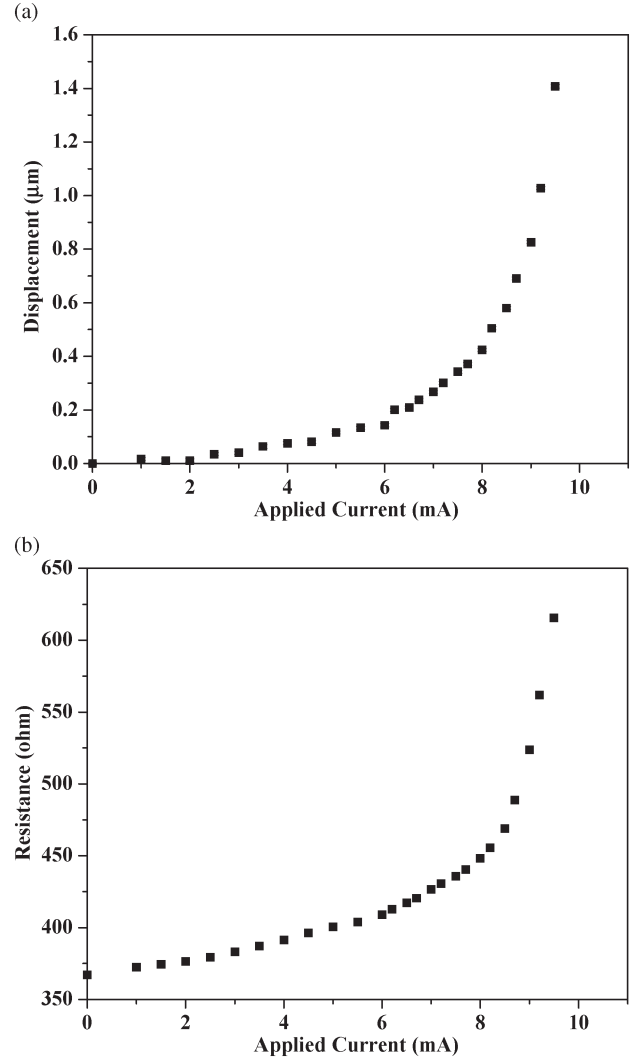 (a)
1.6
1.4
1.2
1.0
0.8
0.6
0.4
0.2
0.0
Displacement (μm)
0 2 4 6 8 10
Applied Current (mA)
(b)
650
600
550
500
450
400
350
Resistance (ohm)
0 2 4 6 8 10
Applied Current (mA)